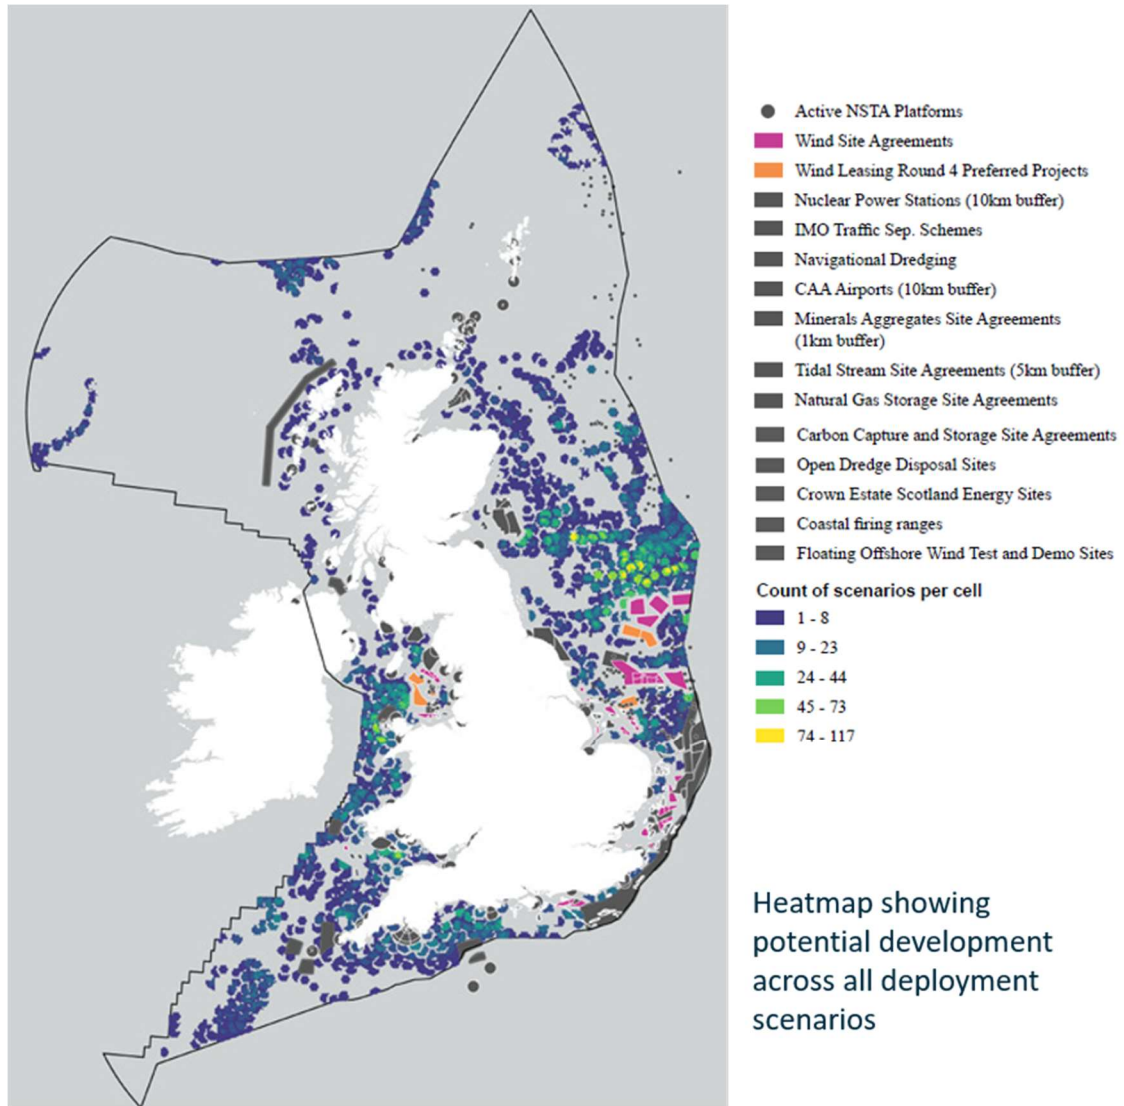 Active NSTA Platforms
Wind Site Agreements
Wind Leasing Round 4 Preferred Projects
Nuclear Power Stations (10km buffer)
IMO Traffic Sep. Schemes
Navigational Dredging
CAA Airports (10km buffer)
Minerals Aggregates Site Agreements
(1km buffer)
Tidal Stream Site Agreements (5km buffer)
Natural Gas Storage Site Agreements
Carbon Capture and Storage Site Agreements
Open Dredge Disposal Sites
Crown Estate Scotland Energy Sites
Coastal firing ranges
Floating Offshore Wind Test and Demo Sites
Count of scenarios per cell
1 - 8
9 - 23
24 - 44
45 - 73
74 - 117
Heatmap showing
potential development
across all deployment
scenarios